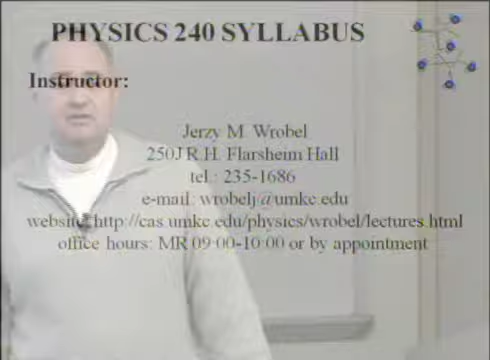 PHYSICS 240 SYLLABUS
Instructor:
Jerzy M. Wrobel
250J R.H. Flarsheim Hall
tel.: 235-1686
e-mail: wrobelj@umkc.edu
website: http://cas.umkc.edu/physics/wrobel/lectures.html
office hours: MR 09:00-10:00 or by appointment